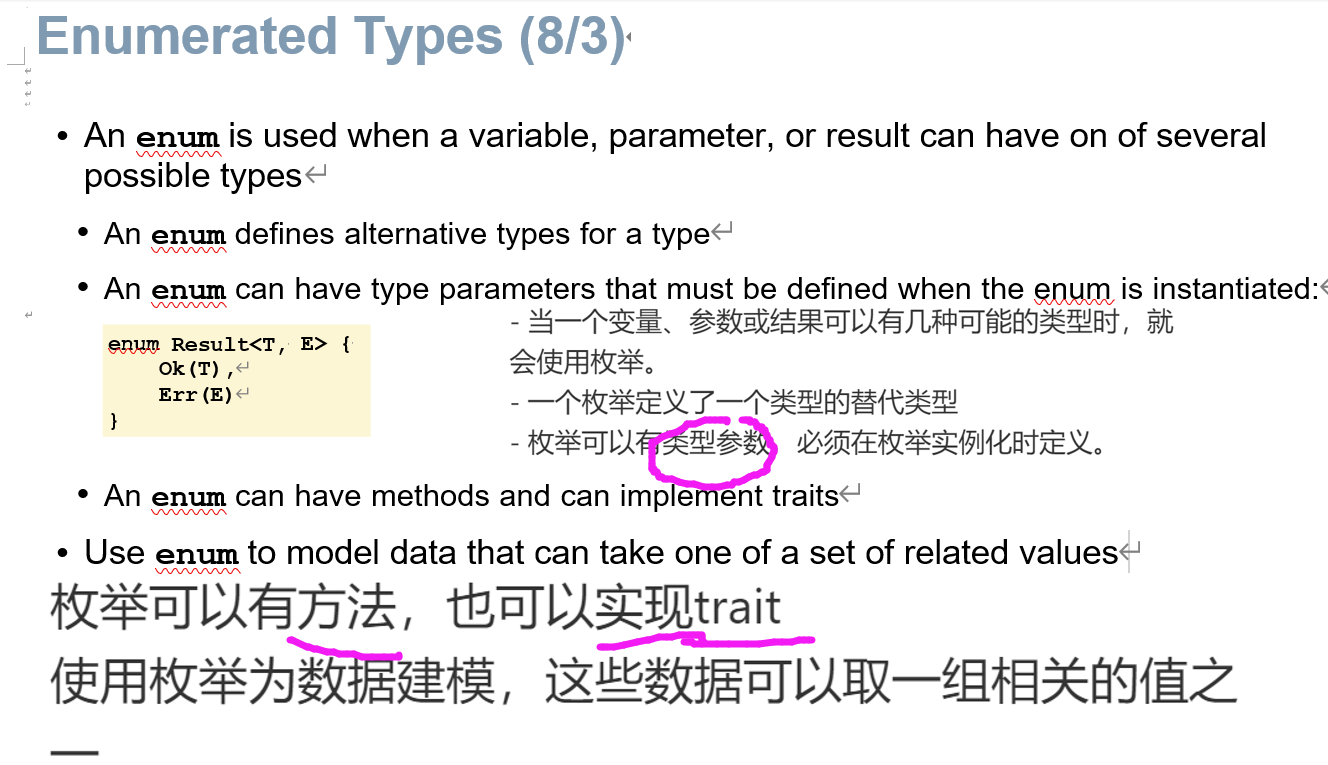 Enumerated Types (8/3)
• An enum is used when a variable, parameter, or result can have on of several
possible types
• An enum defines alternative types for a type
• An enum can have type parameters that must be defined when the enum is instantiated:
- 当一个变量、参数或结果可以有几种可能的类型时，就
会使用枚举。
- 一个枚举定义了一个类型的替代类型
- 枚举可以有类型参数，必须在枚举实例化时定义。
enum Result<T, E> {
Ok(T),
Err(E)
}
• An enum can have methods and can implement traits
• Use enum to model data that can take one of a set of related values
枚举可以有方法，也可以实现trait
使用枚举为数据建模，这些数据可以取一组相关的值之
一